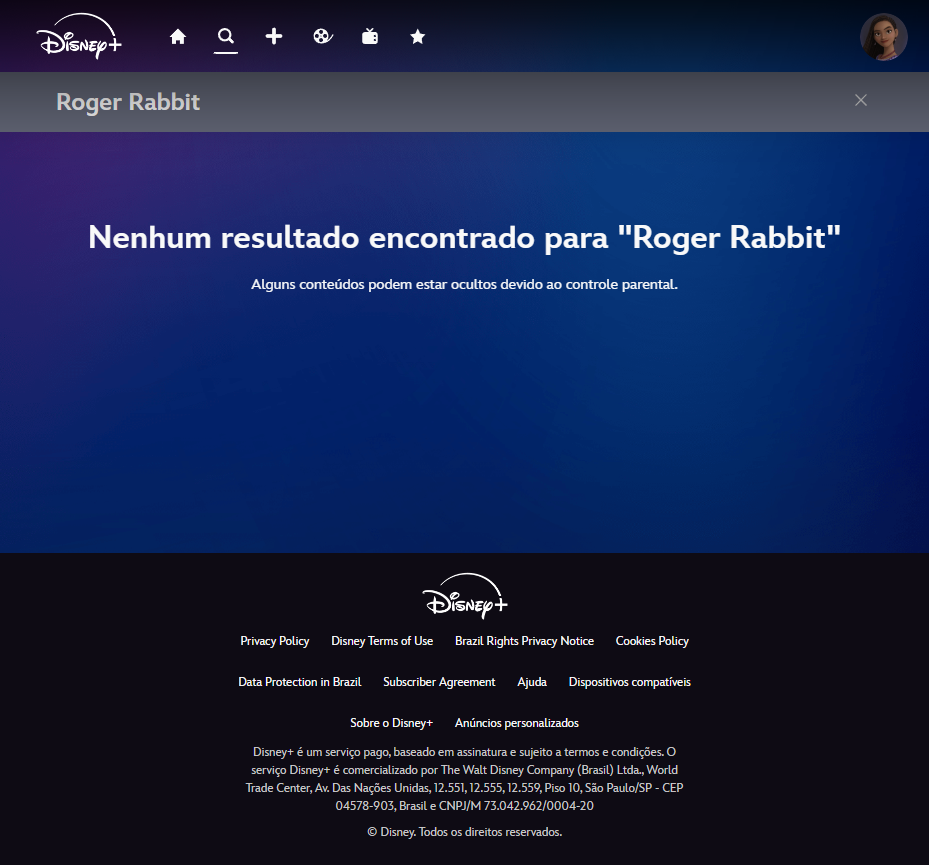 Disney+
Roger Rabbit
Nenhum resultado encontrado para "Roger Rabbit"
Alguns conteúdos podem estar ocultos devido ao controle parental.
Disney+
Privacy Policy Disney Terms of Use Brazil Rights Privacy Notice Cookies Policy
Data Protection in Brazil Subscriber Agreement Ajuda Dispositivos compatíveis
Sobre o Disney+ Anúncios personalizados
Disney+ é um serviço pago, baseado em assinatura e sujeito a termos e condições. O
serviço Disney+ é comercializado por The Walt Disney Company (Brasil) Ltda., World
Trade Center, Av. Das Nações Unidas, 12.551, 12.555, 12.559, Piso 10, São Paulo/SP - CEP
04578-903, Brasil e CNPJ/M 73.042.962/0004-20
© Disney. Todos os direitos reservados.